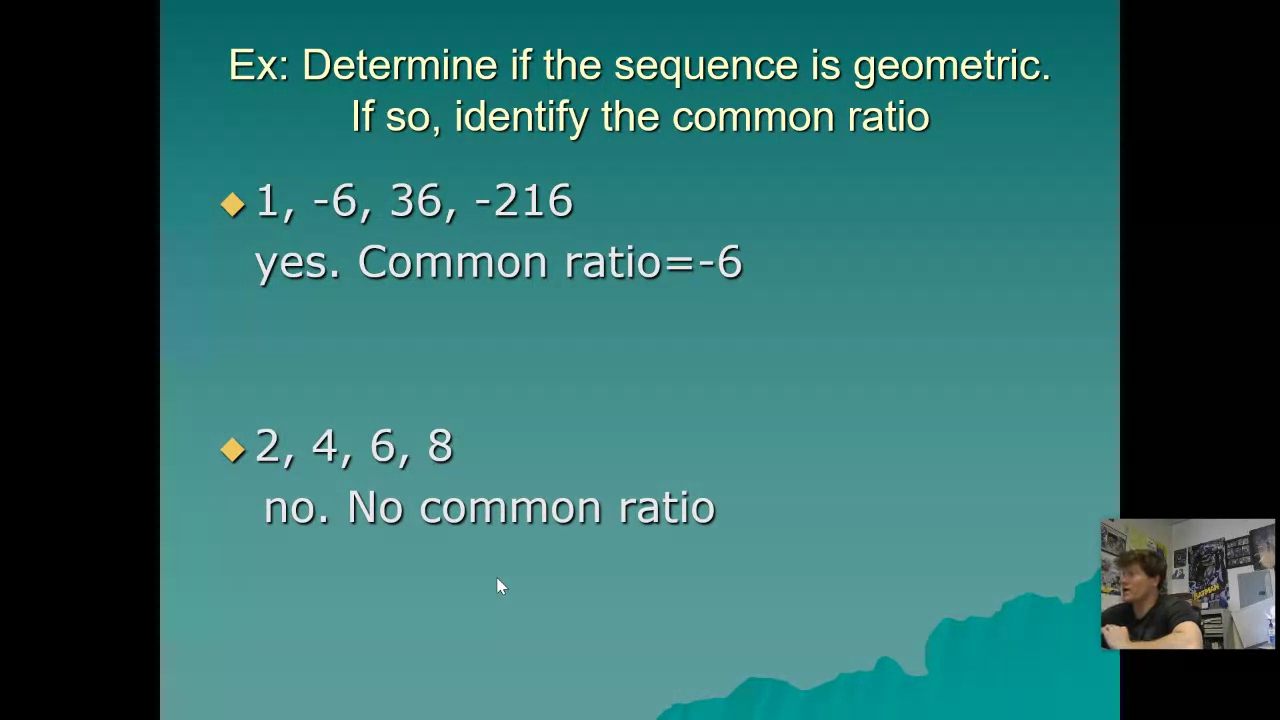 Ex: Determine if the sequence is geometric.
If so, identify the common ratio
1, -6, 36, -216
yes. Common ratio=-6
2, 4, 6, 8
no. No common ratio
BATMAN